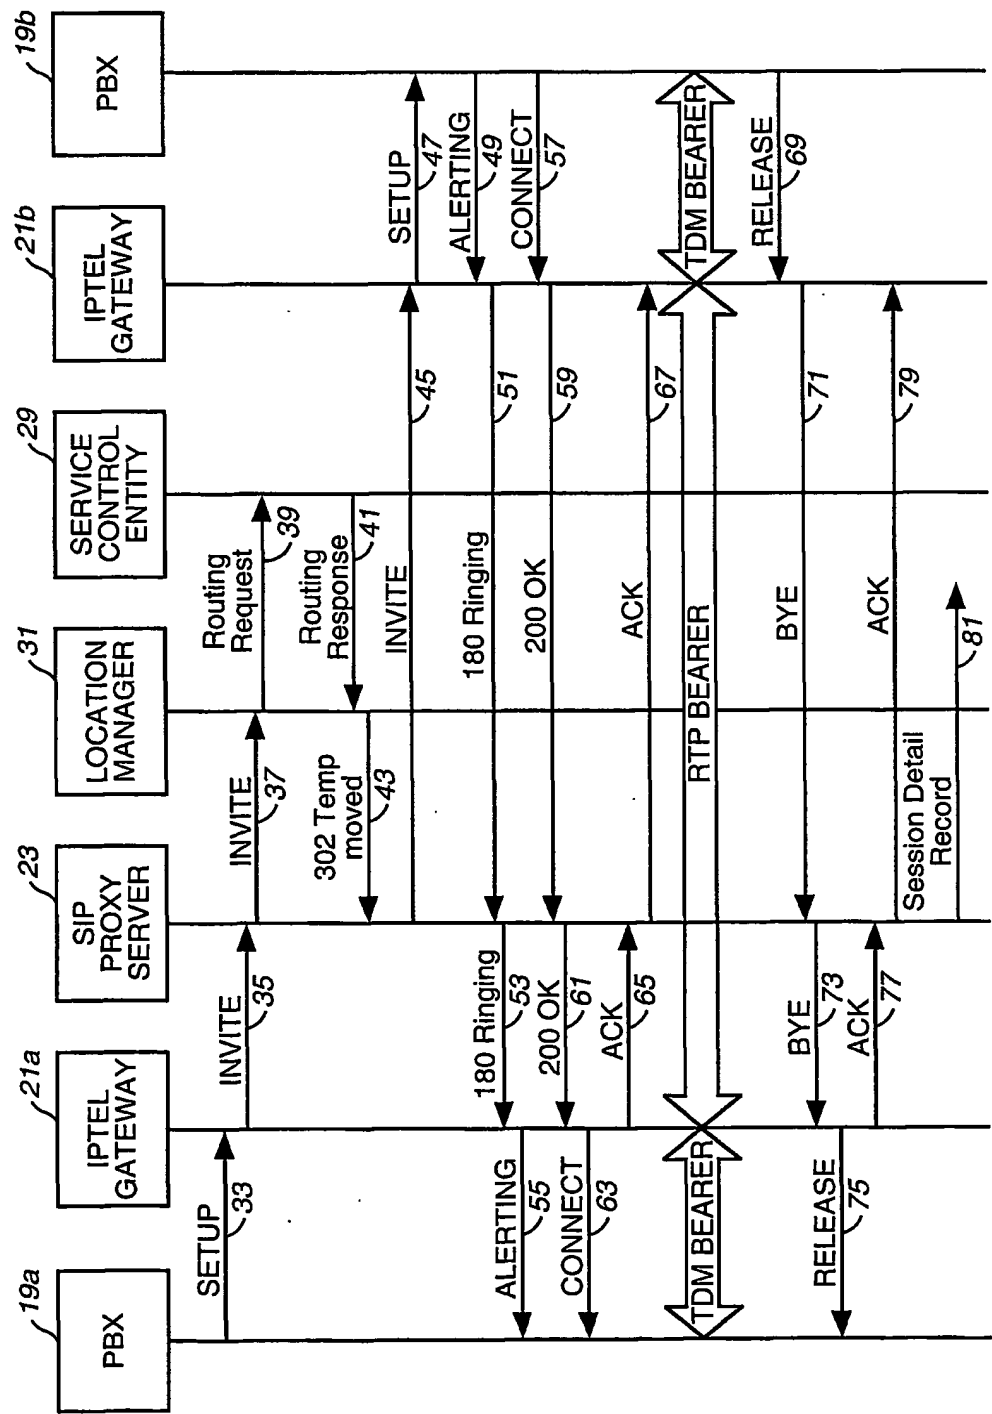 19a
PBX
21a
IPTEL
GATEWAY
23
SIP
PROXY
SERVER
31
LOCATION
MANAGER
29
SERVICE
CONTROL
ENTITY
21b
IPTEL
GATEWAY
19b
PBX
SETUP
33
INVITE
35
INVITE
37
Routing
Request
39
Routing
Response
41
302 Temp
moved
43
INVITE
45
SETUP
47
ALERTING
49
180 Ringing
51
180 Ringing
53
ALERTING
55
CONNECT
57
200 OK
59
200 OK
61
CONNECT
63
ACK
65
ACK
67
TDM BEARER
RTP BEARER
TDM BEARER
RELEASE
69
BYE
71
BYE
73
RELEASE
75
ACK
77
ACK
79
Session Detail
Record
81